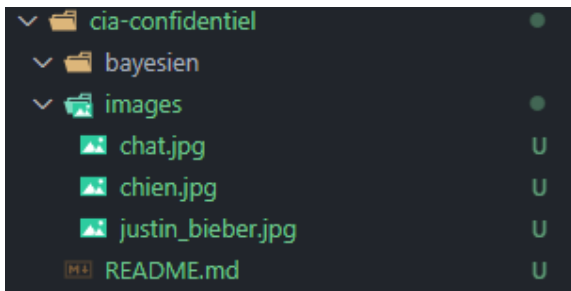 cia-confidentiel
bayesien
images
chat.jpg U
chien.jpg U
justin_bieber.jpg U
M README.md U